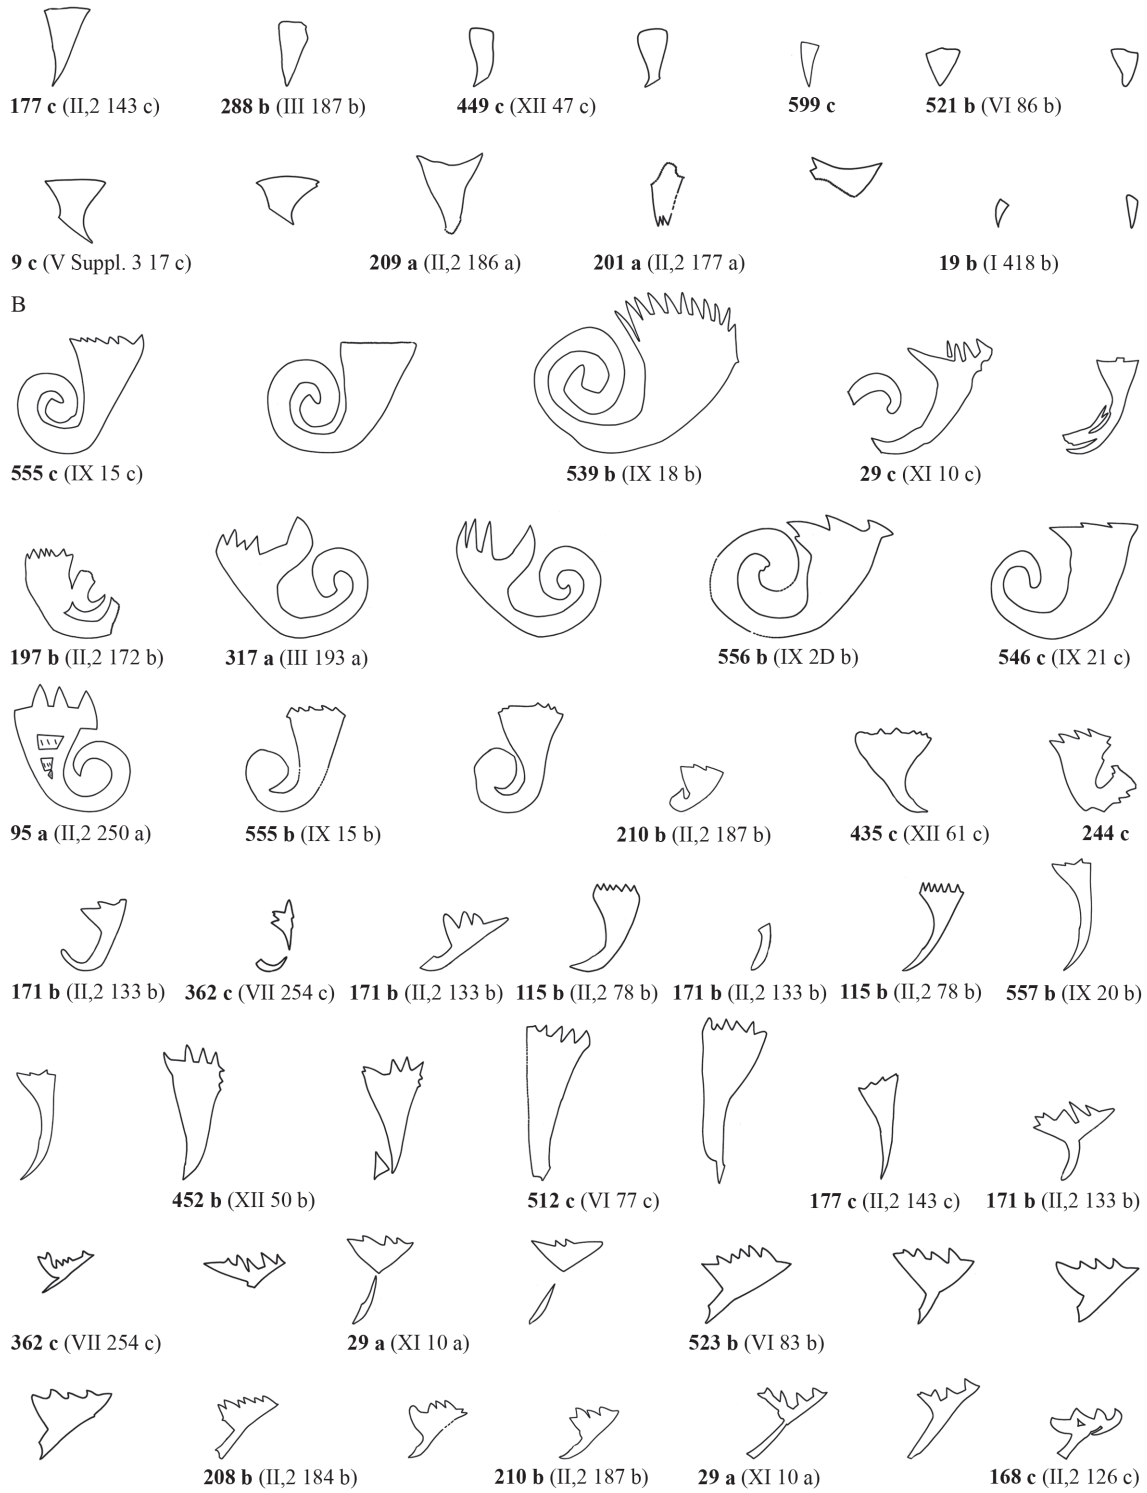 177 c (II,2 143 c) 288 b (III 187 b) 449 c (XII 47 c) 599 c 521 b (VI 86 b)
9 c (V Suppl. 3 17 c) 209 a (II,2 186 a) 201 a (II,2 177 a) 19 b (I 418 b)
B
555 c (IX 15 c) 539 b (IX 18 b) 29 c (XI 10 c)
197 b (II,2 172 b) 317 a (III 193 a) 556 b (IX 2D b) 546 c (IX 21 c)
95 a (II,2 250 a) 555 b (IX 15 b) 210 b (II,2 187 b) 435 c (XII 61 c) 244 c
171 b (II,2 133 b) 362 c (VII 254 c) 171 b (II,2 133 b) 115 b (II,2 78 b) 171 b (II,2 133 b) 115 b (II,2 78 b) 557 b (IX 20 b)
452 b (XII 50 b) 512 c (VI 77 c) 177 c (II,2 143 c) 171 b (II,2 133 b)
362 c (VII 254 c) 29 a (XI 10 a) 523 b (VI 83 b)
208 b (II,2 184 b) 210 b (II,2 187 b) 29 a (XI 10 a) 168 c (II,2 126 c)